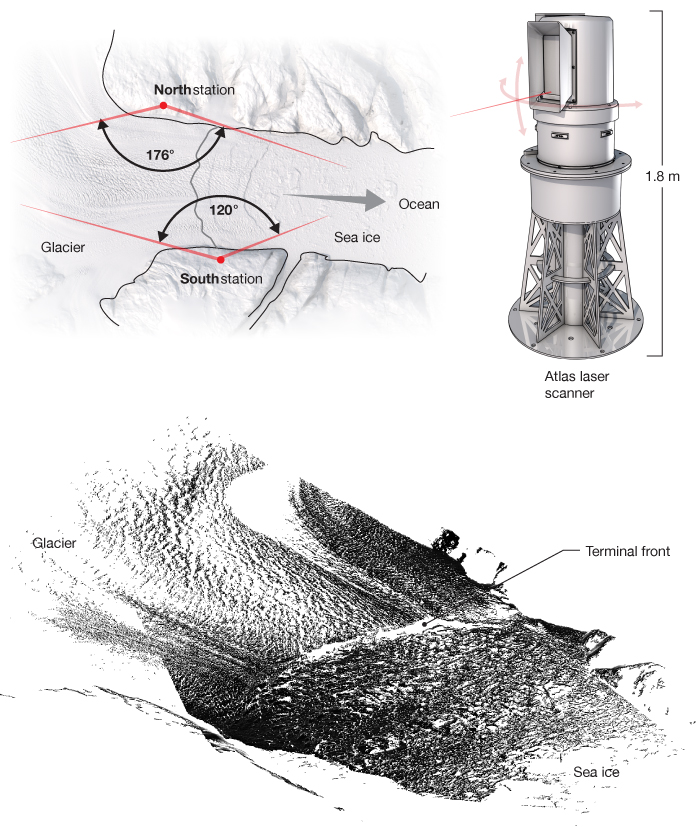 North station
176°
120°
Ocean
Sea ice
Glacier
South station
1.8 m
Atlas laser
scanner
Glacier
Terminal front
Sea ice